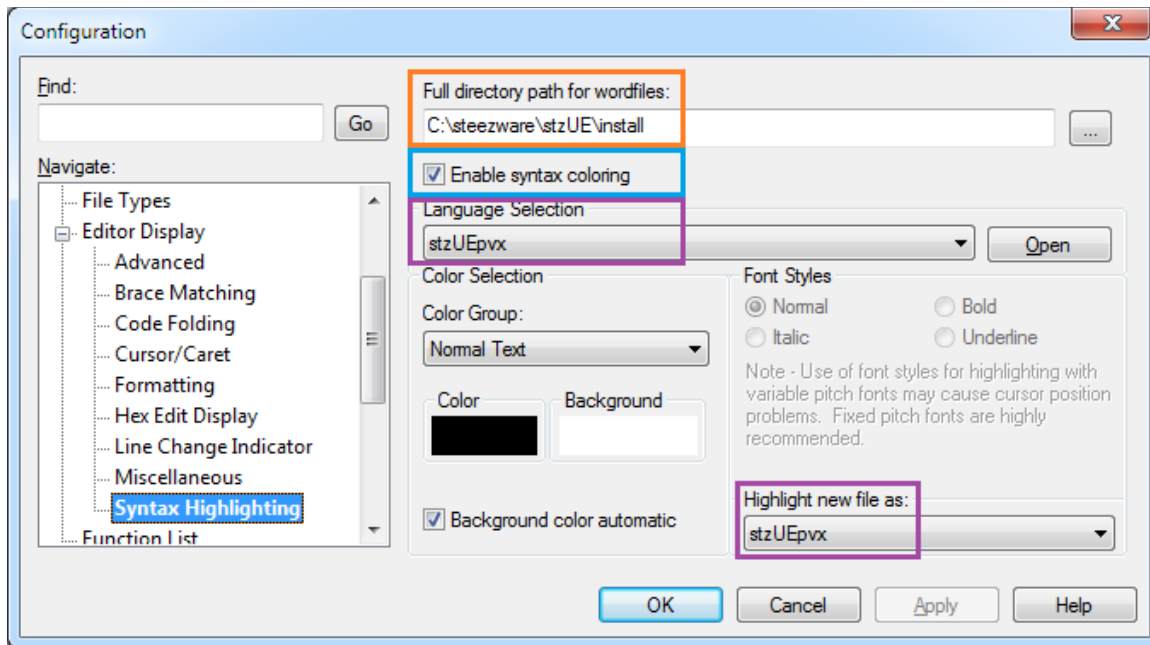 Configuration
Find:
Go
Navigate:
File Types
Editor Display
Advanced
Brace Matching
Code Folding
Cursor/Caret
Formatting
Hex Edit Display
Line Change Indicator
Miscellaneous
Syntax Highlighting
Function List
Full directory path for wordfiles:
C:\steezware\stzUE\install
...
Enable syntax coloring
Language Selection
stzUEpvx
Open
Color Selection
Color Group:
Normal Text
Color
Background
Background color automatic
Font Styles
Normal
Bold
Italic
Underline
Note - Use of font styles for highlighting with
variable pitch fonts may cause cursor position
problems. Fixed pitch fonts are highly
recommended.
Highlight new file as:
stzUEpvx
OK
Cancel
Apply
Help